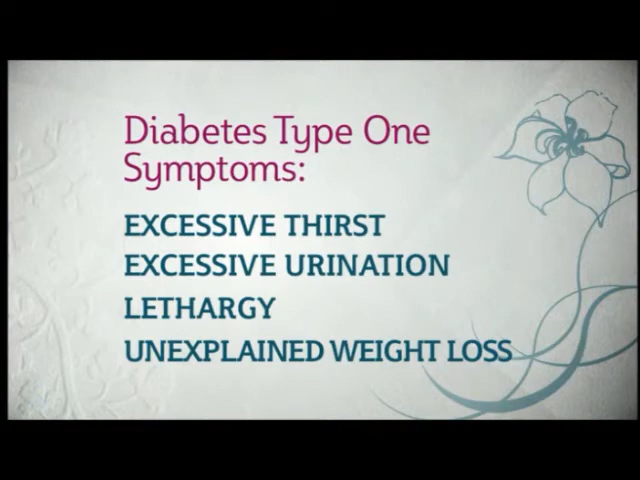 Diabetes Type One
Symptoms:
EXCESSIVE THIRST
EXCESSIVE URINATION
LETHARGY
UNEXPLAINED WEIGHT LOSS